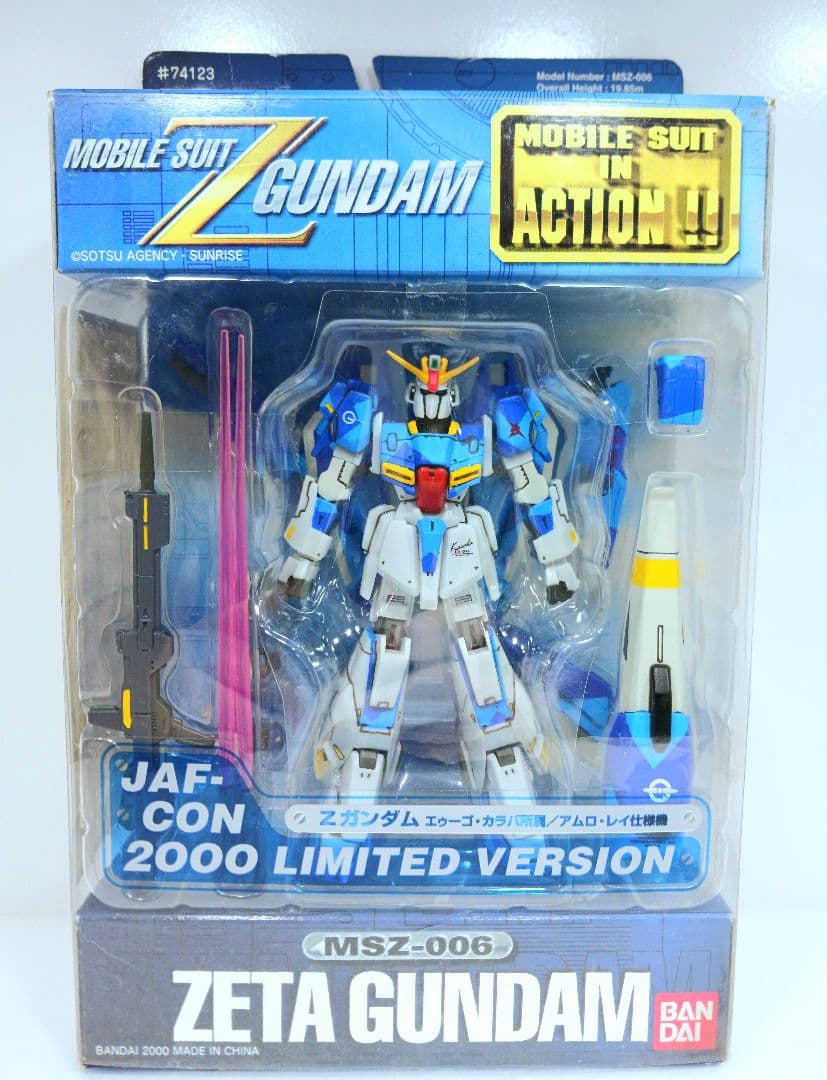 #74123
Model Number : MSZ-006
Overall Height : 19.85m
MOBILE SUIT Z GUNDAM
©SOTSU AGENCY · SUNRISE
MOBILE SUIT
IN
ACTION !!
JAF-
CON
2000 LIMITED VERSION
Zガンダム エゥーゴ・カラバ所属/アムロ・レイ仕様機
MSZ-006
ZETA GUNDAM
BAN
DAI
BANDAI 2000 MADE IN CHINA